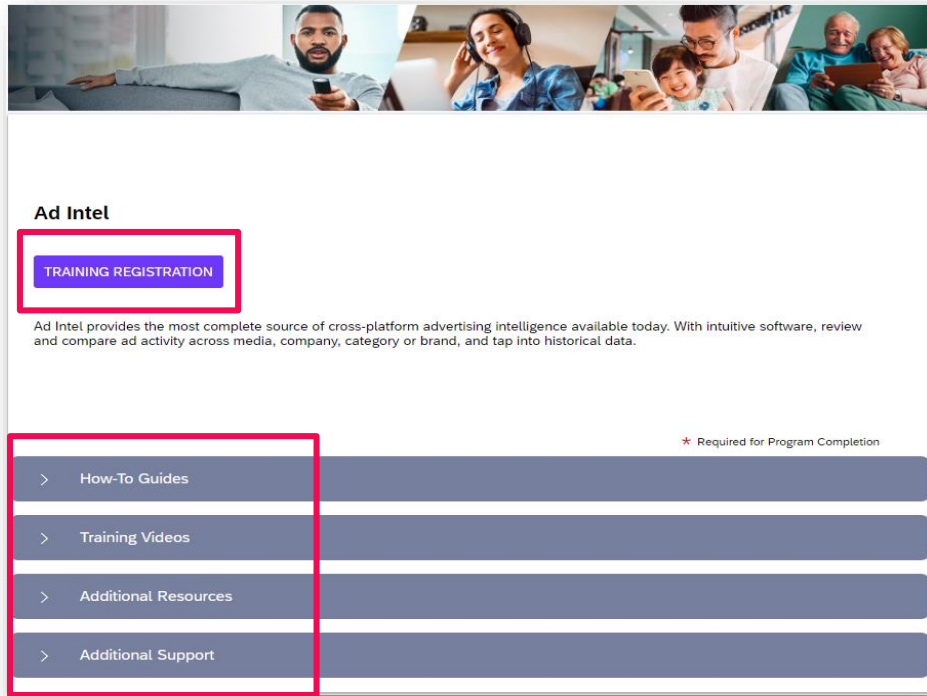 Ad Intel
TRAINING REGISTRATION
Ad Intel provides the most complete source of cross-platform advertising intelligence available today. With intuitive software, review
and compare ad activity across media, company, category or brand, and tap into historical data.
* Required for Program Completion
How-To Guides
Training Videos
Additional Resources
Additional Support